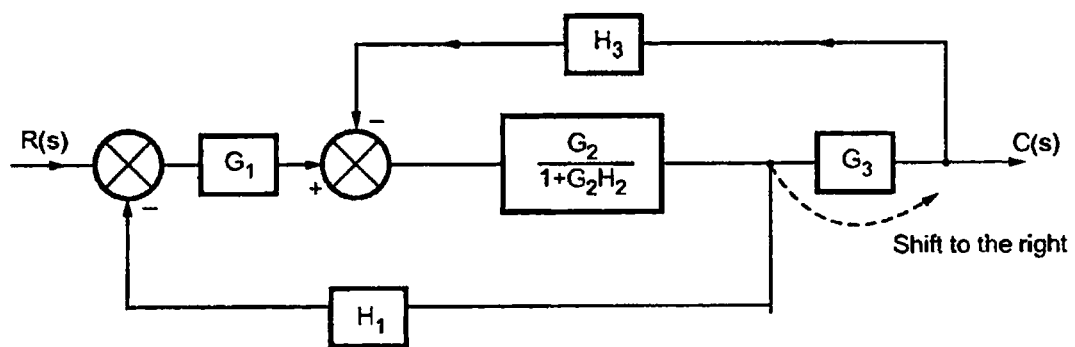 H3
R(s)
−
G1
+
G2
1+G2H2
G3
C(s)
−
Shift to the right
H1